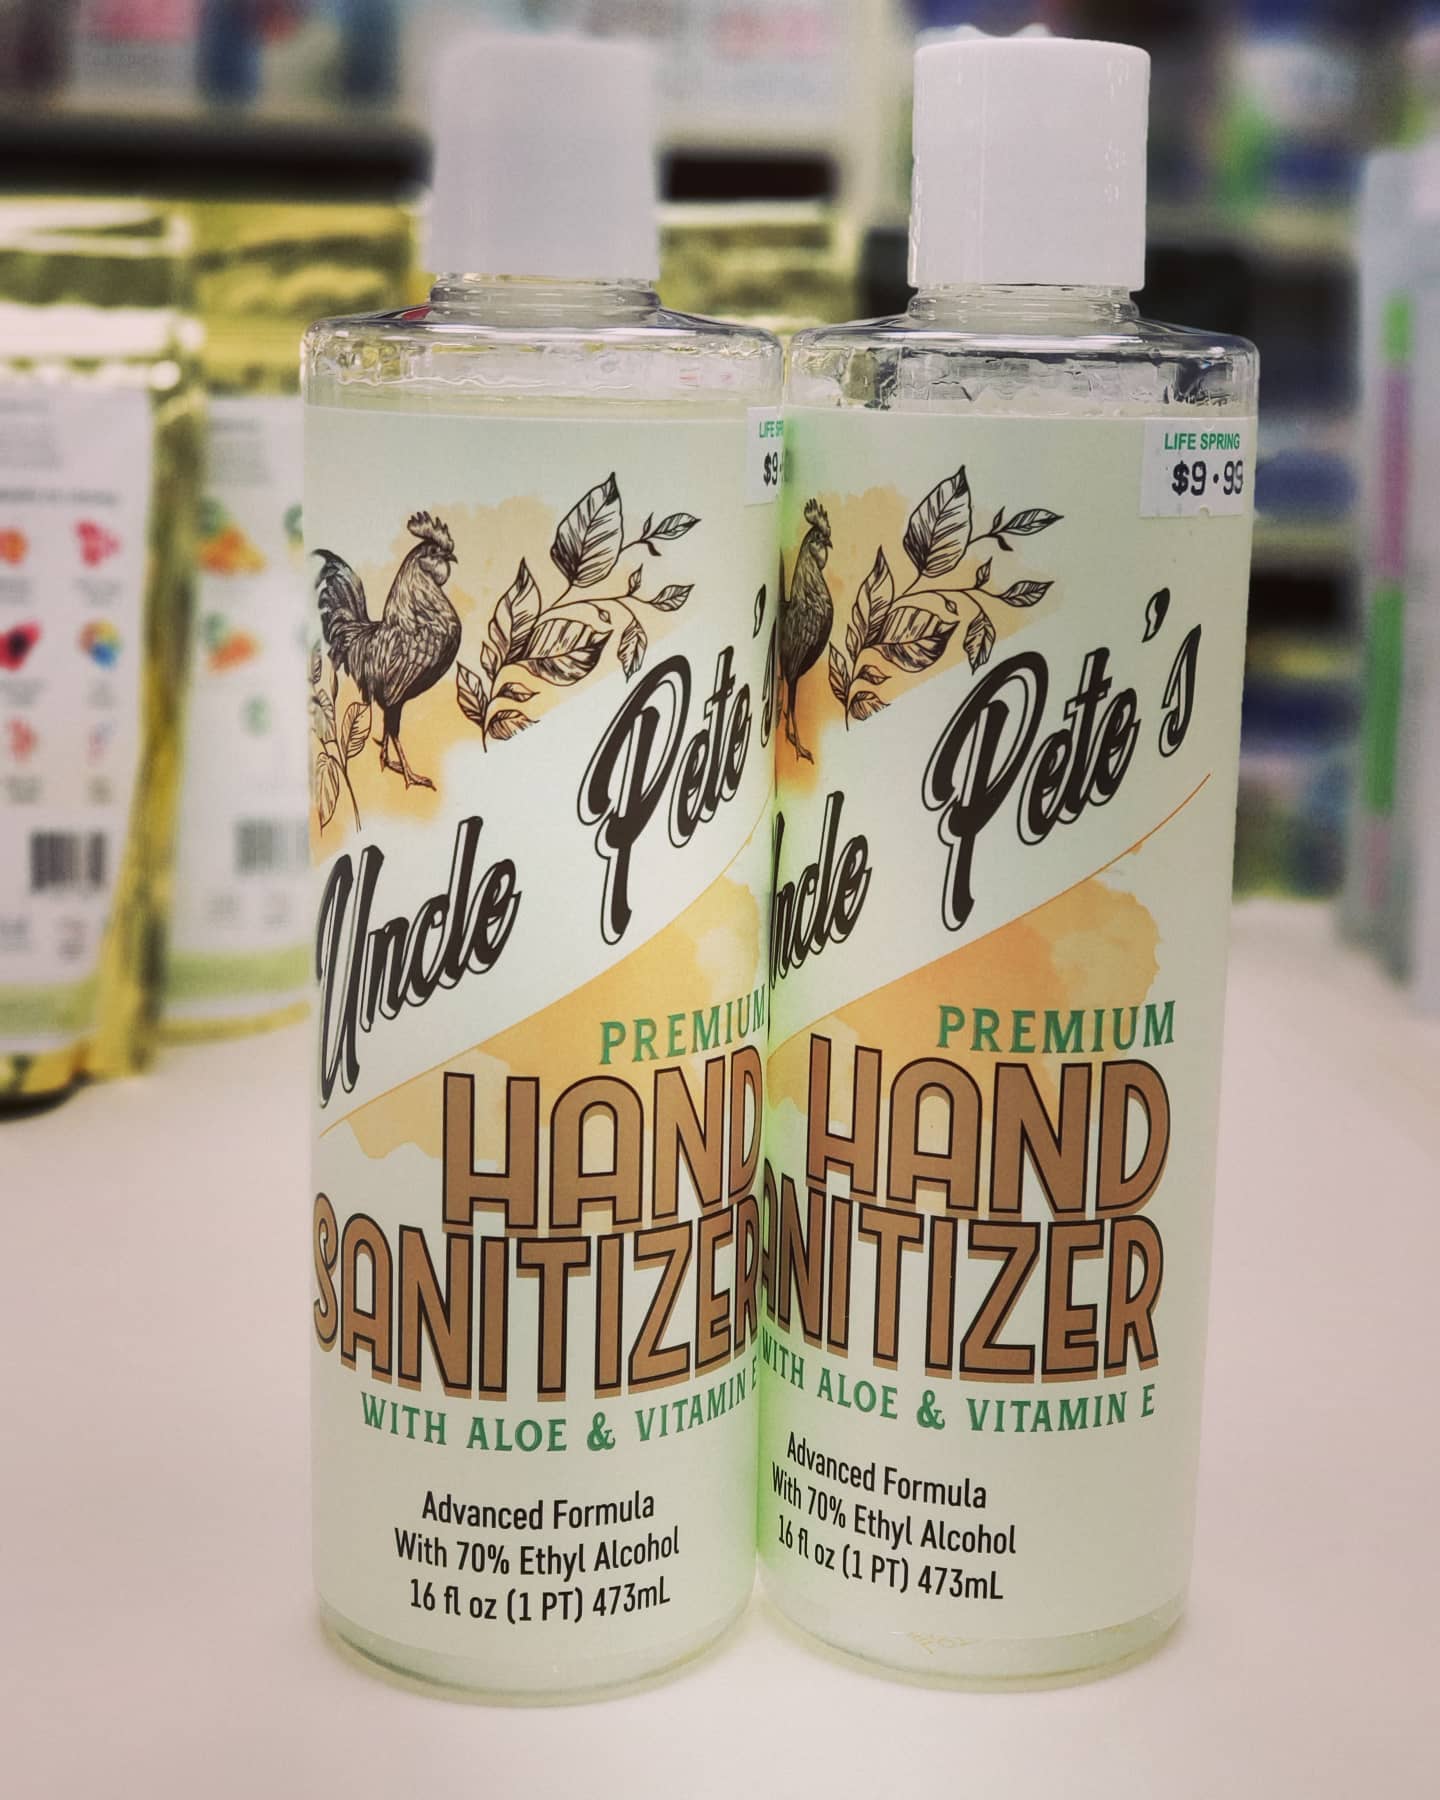 LIFE SPRING
$9.99
Uncle Pete's
PREMIUM
HAND
SANITIZER
WITH ALOE & VITAMIN E
Advanced Formula
With 70% Ethyl Alcohol
16 fl oz (1 PT) 473mL
LIFE SPRING
$9.99
Uncle Pete's
PREMIUM
HAND
SANITIZER
WITH ALOE & VITAMIN E
Advanced Formula
With 70% Ethyl Alcohol
16 fl oz (1 PT) 473mL